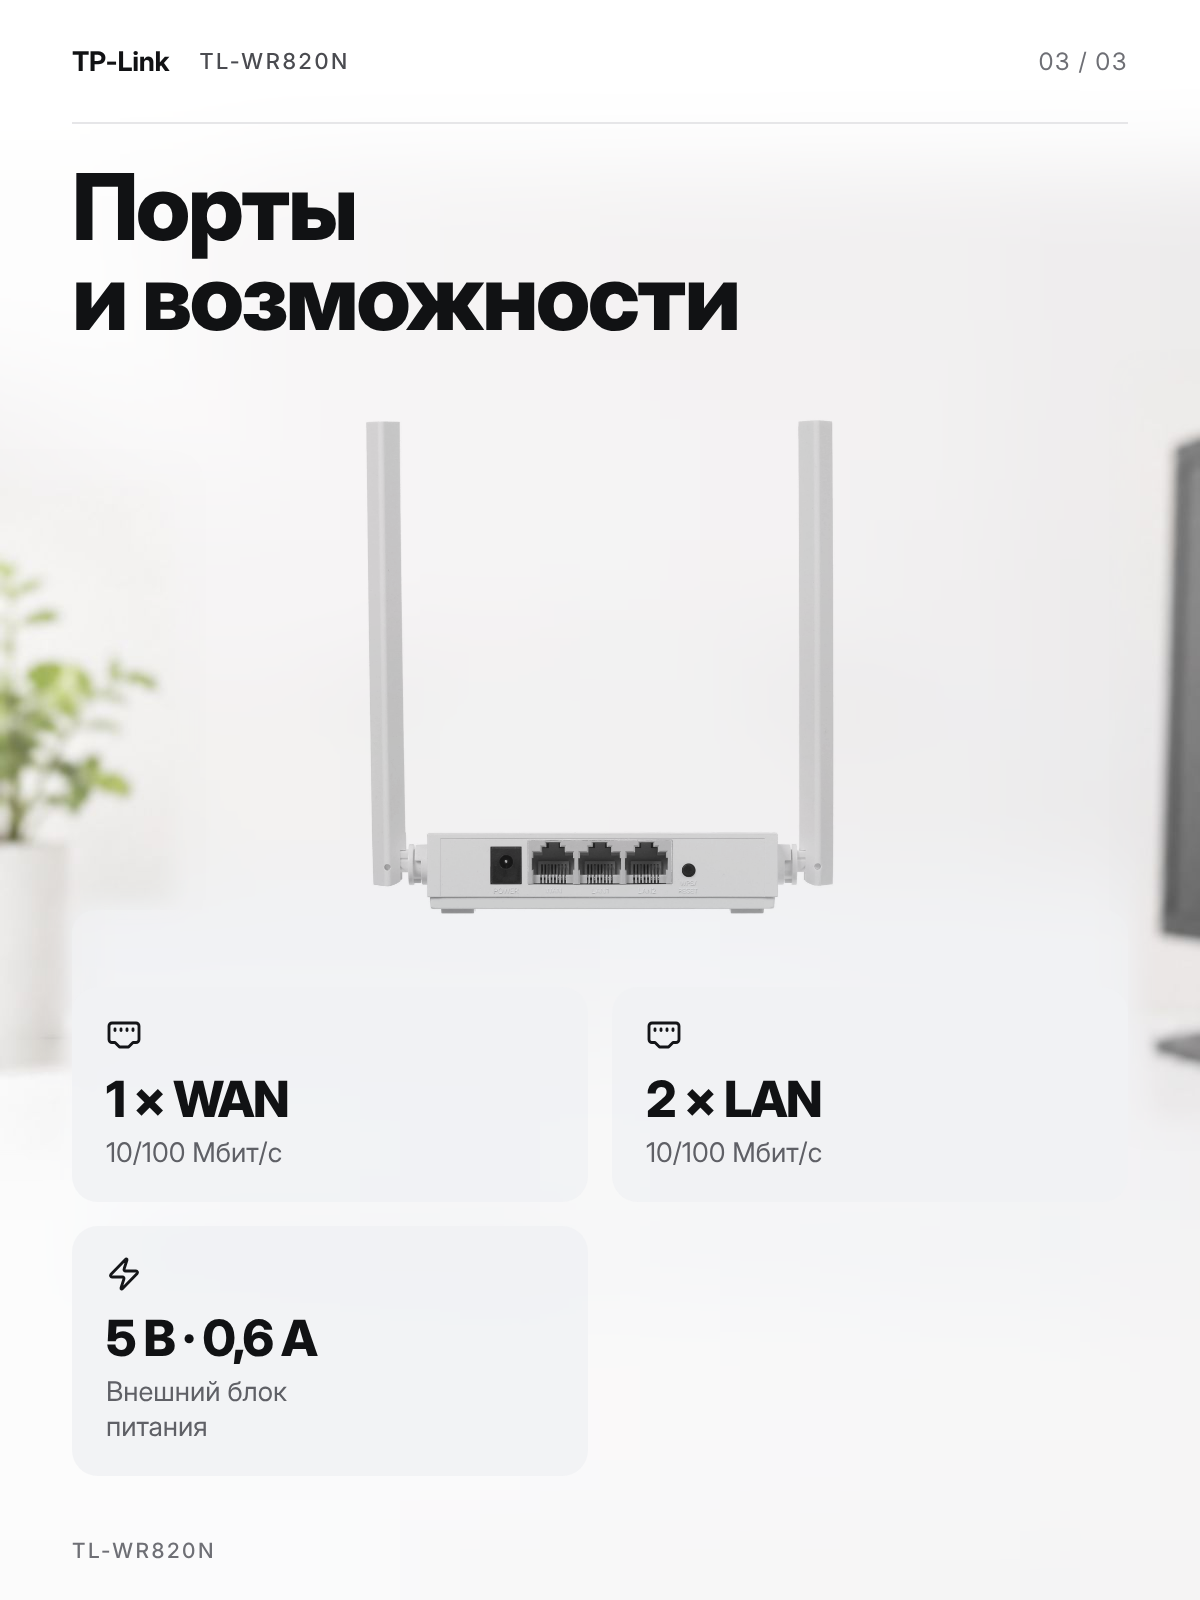 TP-Link TL-WR820N 03 / 03
Порты
и возможности
1 × WAN
10/100 Мбит/с
2 × LAN
10/100 Мбит/с
5 В · 0,6 А
Внешний блок
питания
TL-WR820N